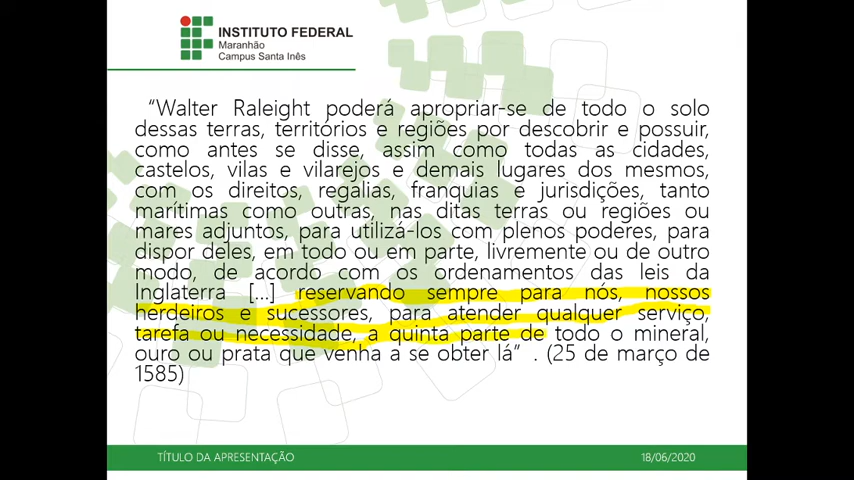 INSTITUTO FEDERAL
Maranhão
Campus Santa Inês
“Walter Raleight poderá apropriar-se de todo o solo
dessas terras, territórios e regiões por descobrir e possuir,
como antes se disse, assim como todas as cidades,
castelos, vilas e vilarejos e demais lugares dos mesmos,
com os direitos, regalias, franquias e jurisdições, tanto
marítimas como outras, nas ditas terras ou regiões ou
mares adjuntos, para utilizá-los com plenos poderes, para
dispor deles, em todo ou em parte, livremente ou de outro
modo, de acordo com os ordenamentos das leis da
Inglaterra [...] reservando sempre para nós, nossos
herdeiros e sucessores, para atender qualquer serviço,
tarefa ou necessidade, a quinta parte de todo o mineral,
ouro ou prata que venha a se obter lá” . (25 de março de
1585)
TÍTULO DA APRESENTAÇÃO 18/06/2020